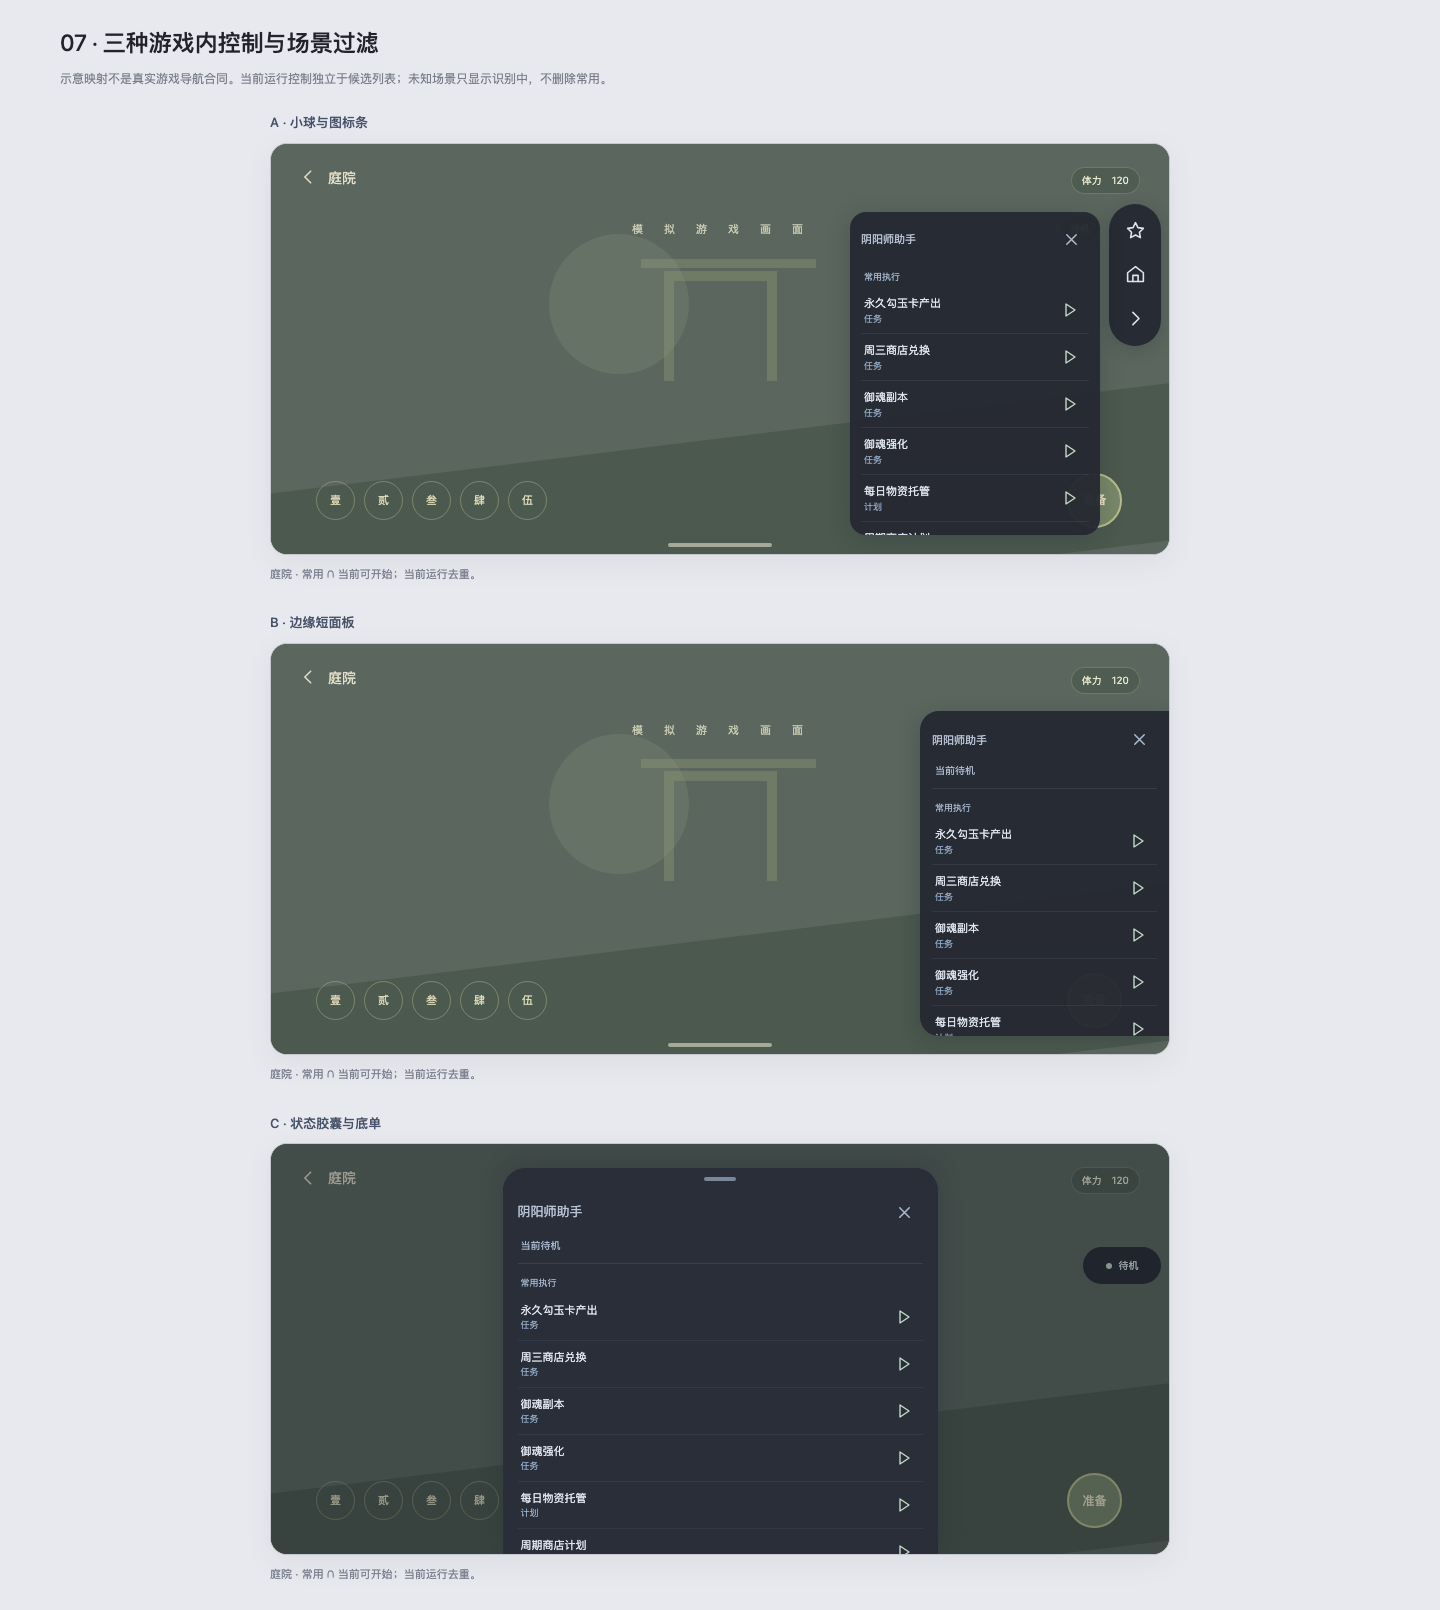 07 · 三种游戏内控制与场景过滤
示意映射不是真实游戏导航合同。当前运行控制独立于候选列表；未知场景只显示识别中，不删除常用。
A · 小球与图标条
庭院
体力 120
模拟游戏画面
阴阳师助手
常用执行
永久勾玉卡产出
任务
周三商店兑换
任务
御魂副本
任务
御魂强化
任务
每日物资托管
计划
周期商店计划
壹 贰 叁 肆 伍
备
庭院 · 常用 ∩ 当前可开始；当前运行去重。
B · 边缘短面板
庭院
体力 120
模拟游戏画面
阴阳师助手
当前待机
常用执行
永久勾玉卡产出
任务
周三商店兑换
任务
御魂副本
任务
御魂强化
任务
每日物资托管
壹 贰 叁 肆 伍
庭院 · 常用 ∩ 当前可开始；当前运行去重。
C · 状态胶囊与底单
庭院
体力 120
阴阳师助手
当前待机
待机
常用执行
永久勾玉卡产出
任务
周三商店兑换
任务
御魂副本
任务
御魂强化
任务
每日物资托管
计划
周期商店计划
壹 贰 叁 肆
准备
庭院 · 常用 ∩ 当前可开始；当前运行去重。